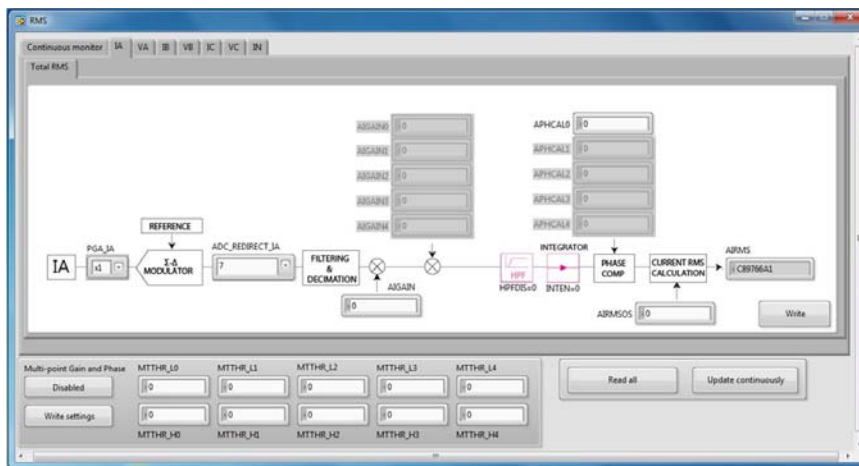 RMS
Continuous monitor IA VA IB VB IC VC IN
Total RMS
AIGAIN0 0
AIGAIN1 0
AIGAIN2 0
AIGAIN3 0
AIGAIN4 0
APHCAL0 0
APHCAL1 0
APHCAL2 0
APHCAL3 0
APHCAL4 0
REFERENCE
IA
PGA_IA
x1
Σ-Δ
MODULATOR
ADC_REDIRECT_IA
7
FILTERING
&
DECIMATION
AIGAIN
0
HPF
HPFDIS=0
INTEGRATOR
INTEN=0
PHASE
COMP
CURRENT RMS
CALCULATION
AIRMS
C89766A1
AIRMSOS 0
Write
Multi-point Gain and Phase
Disabled
Write settings
MTTHR_L0 MTTHR_L1 MTTHR_L2 MTTHR_L3 MTTHR_L4
0 0 0 0 0
0 0 0 0 0
MTTHR_H0 MTTHR_H1 MTTHR_H2 MTTHR_H3 MTTHR_H4
Read all
Update continuously